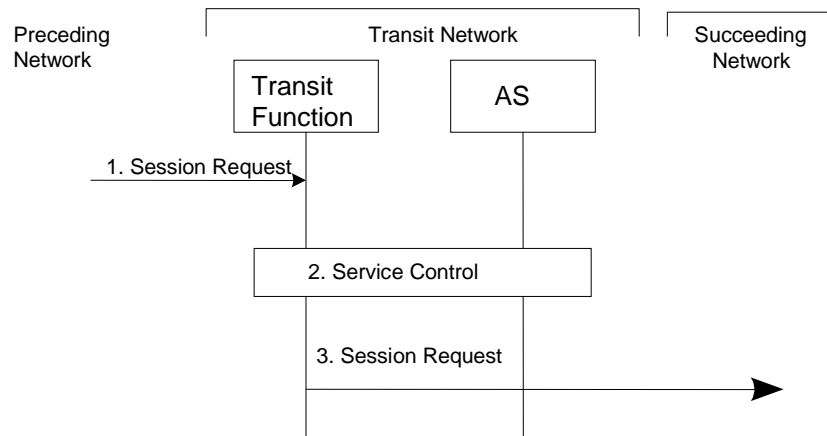 Preceding
Network
Transit Network
Succeeding
Network
Transit
Function
AS
1. Session Request
2. Service Control
3. Session Request